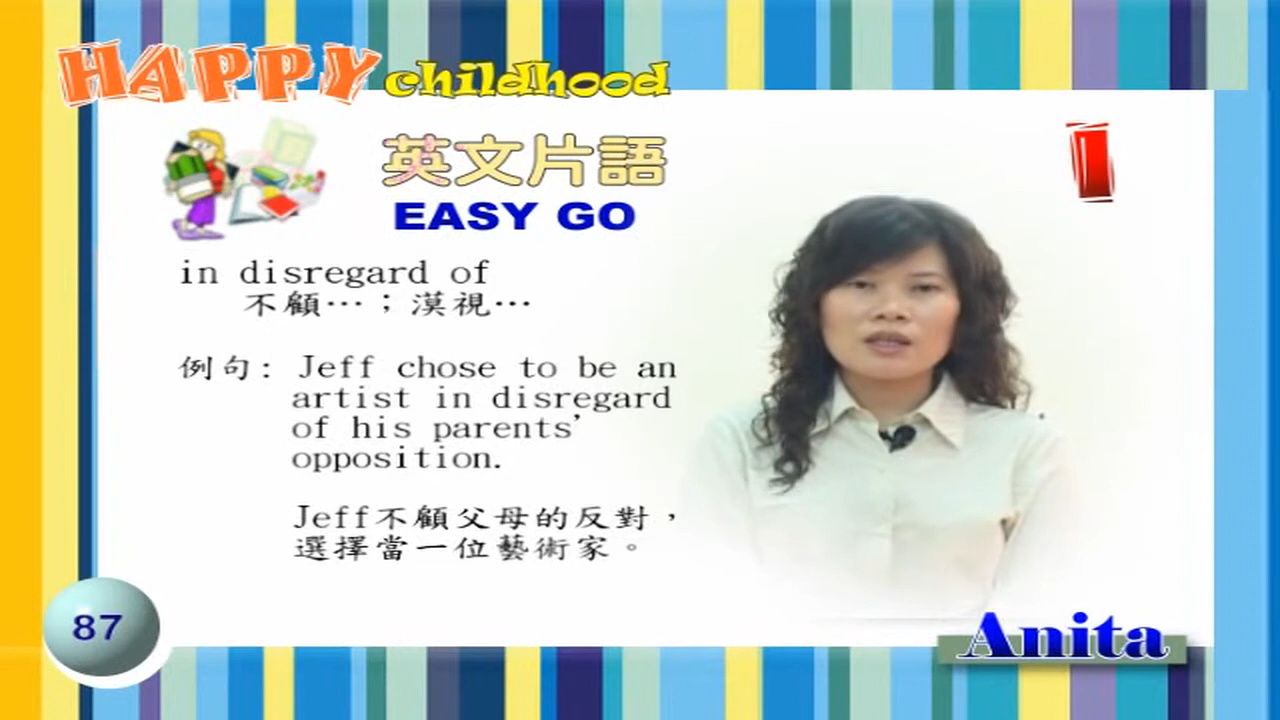 HAPPY childhood
英文片語
EASY GO
I
in disregard of
不顧…；漠視…
例句: Jeff chose to be an
artist in disregard
of his parents'
opposition.
Jeff不顧父母的反對，
選擇當一位藝術家。
87
Anita